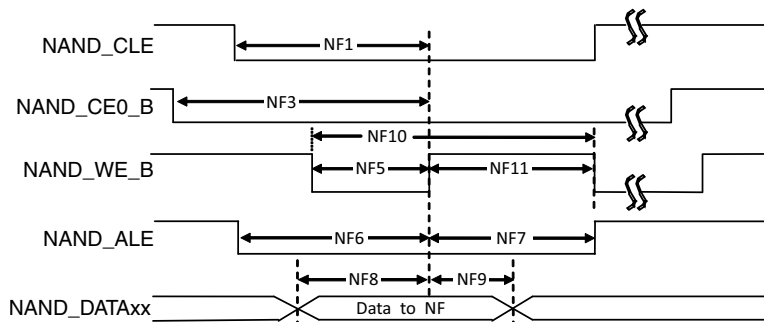 NAND_CLE
NF1
NAND_CE0_B
NF3
NF10
NAND_WE_B
NF5
NF11
NAND_ALE
NF6
NF7
NF8
NF9
NAND_DATAxx
Data to NF